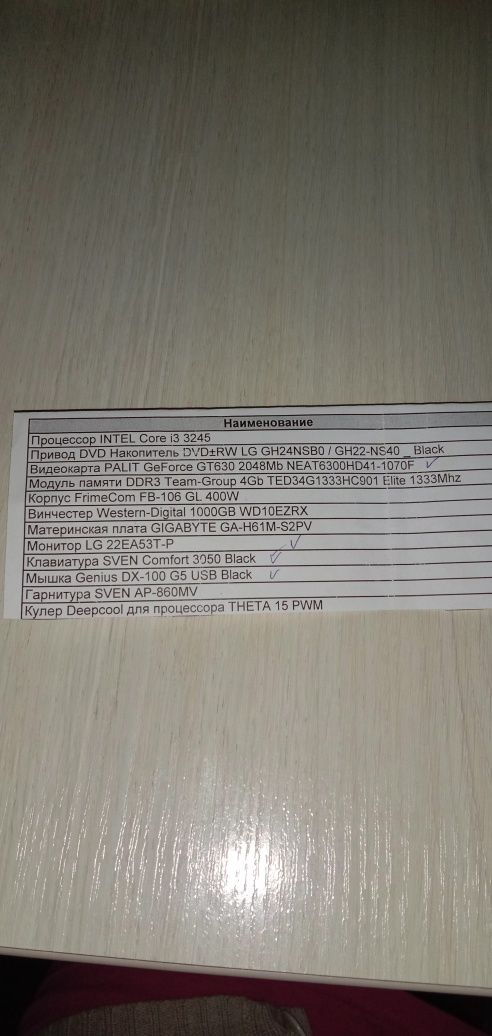 Наименование
Процессор INTEL Core i3 3245
Привод DVD Накопитель DVD±RW LG GH24NSB0 / GH22-NS40 _ Black
Видеокарта PALIT GeForce GT630 2048Mb NEAT6300HD41-1070F
Модуль памяти DDR3 Team-Group 4Gb TED34G1333HC901 Elite 1333Mhz
Корпус FrimeCom FB-106 GL 400W
Винчестер Western-Digital 1000GB WD10EZRX
Материнская плата GIGABYTE GA-H61M-S2PV
Монитор LG 22EA53T-P
Клавиатура SVEN Comfort 3050 Black
Мышка Genius DX-100 G5 USB Black
Гарнитура SVEN AP-860MV
Кулер Deepcool для процессора THETA 15 PWM